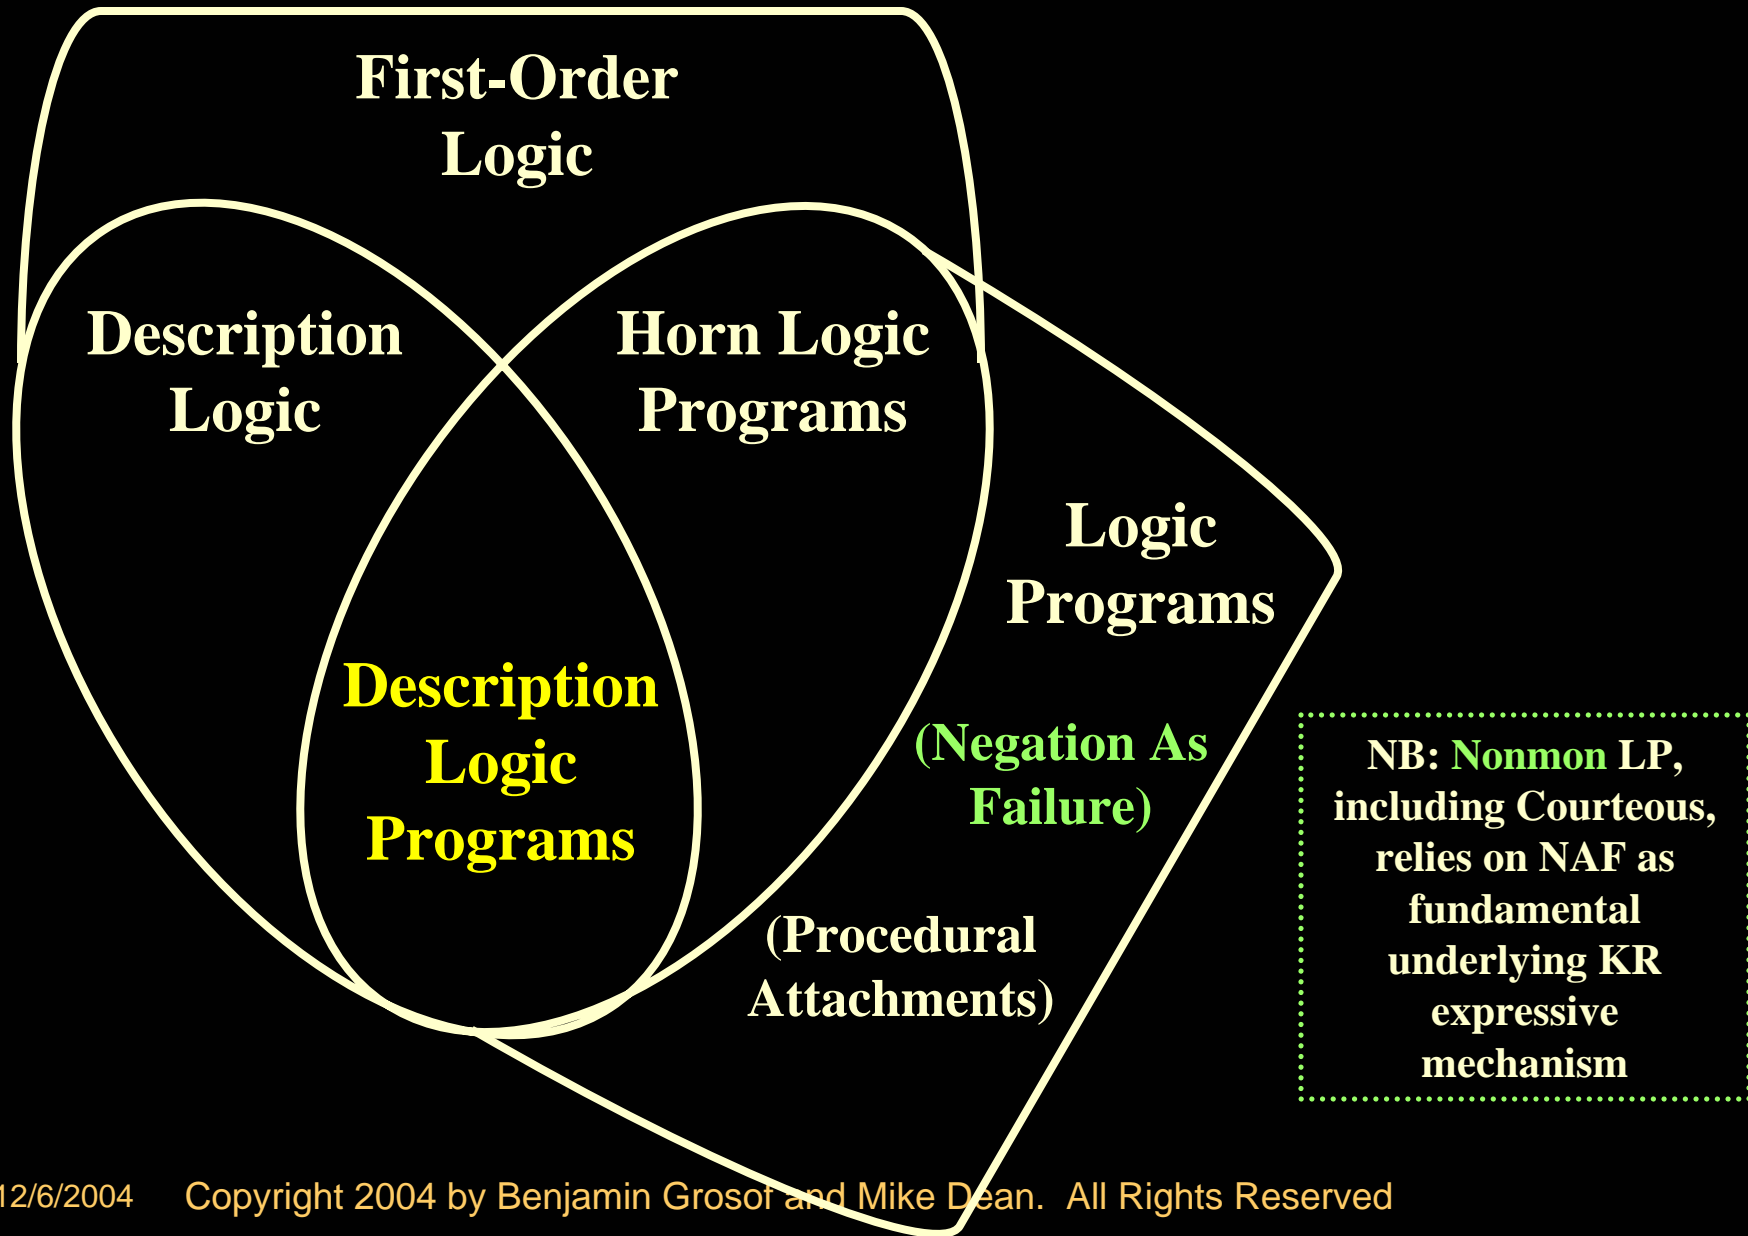 First-Order
Logic
Description
Logic
Horn Logic
Programs
Logic
Programs
Description
Logic
Programs
(Negation As
Failure)
(Procedural
Attachments)
NB: Nonmon LP,
including Courteous,
relies on NAF as
fundamental
underlying KR
expressive
mechanism
12/6/2004 Copyright 2004 by Benjamin Grosof and Mike Dean. All Rights Reserved